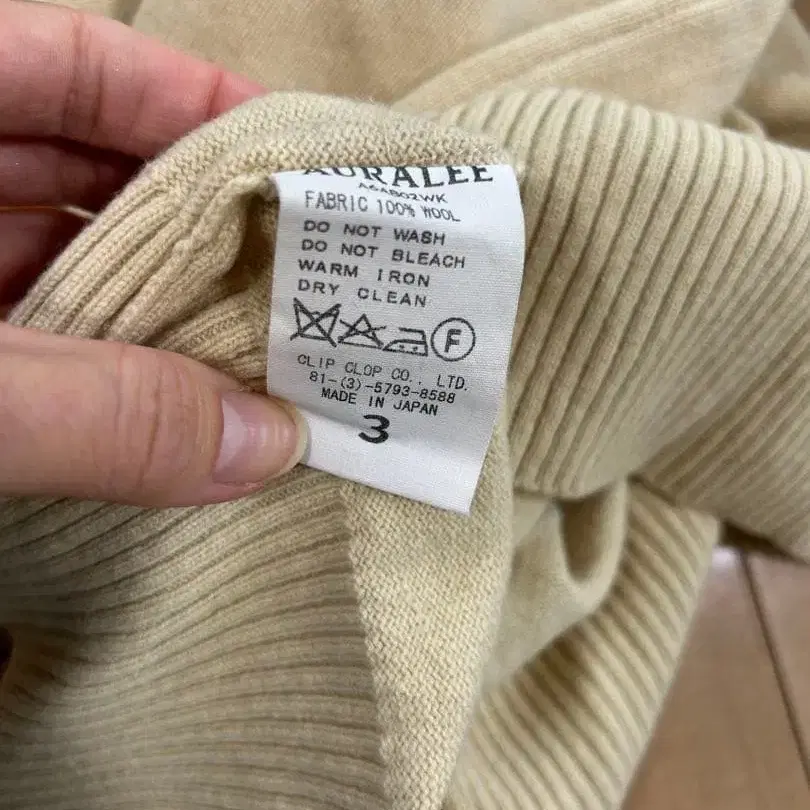 AURALEE
A6AB02WK
FABRIC 100% WOOL
DO NOT WASH
DO NOT BLEACH
WARM IRON
DRY CLEAN
F
CLIP CLOP CO., LTD.
81-(3)-5793-8588
MADE IN JAPAN
3